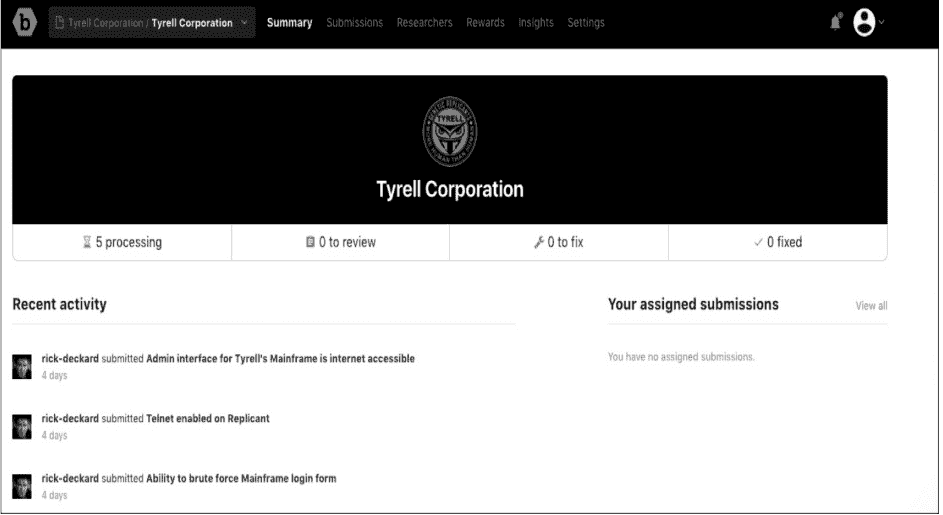 b Tyrell Corporation / Tyrell Corporation Summary Submissions Researchers Rewards Insights Settings
TYRELL
Tyrell Corporation
5 processing 0 to review 0 to fix 0 fixed
Recent activity
rick-deckard submitted Admin interface for Tyrell's Mainframe is internet accessible
4 days
rick-deckard submitted Telnet enabled on Replicant
4 days
rick-deckard submitted Ability to brute force Mainframe login form
4 days
Your assigned submissions View all
You have no assigned submissions.